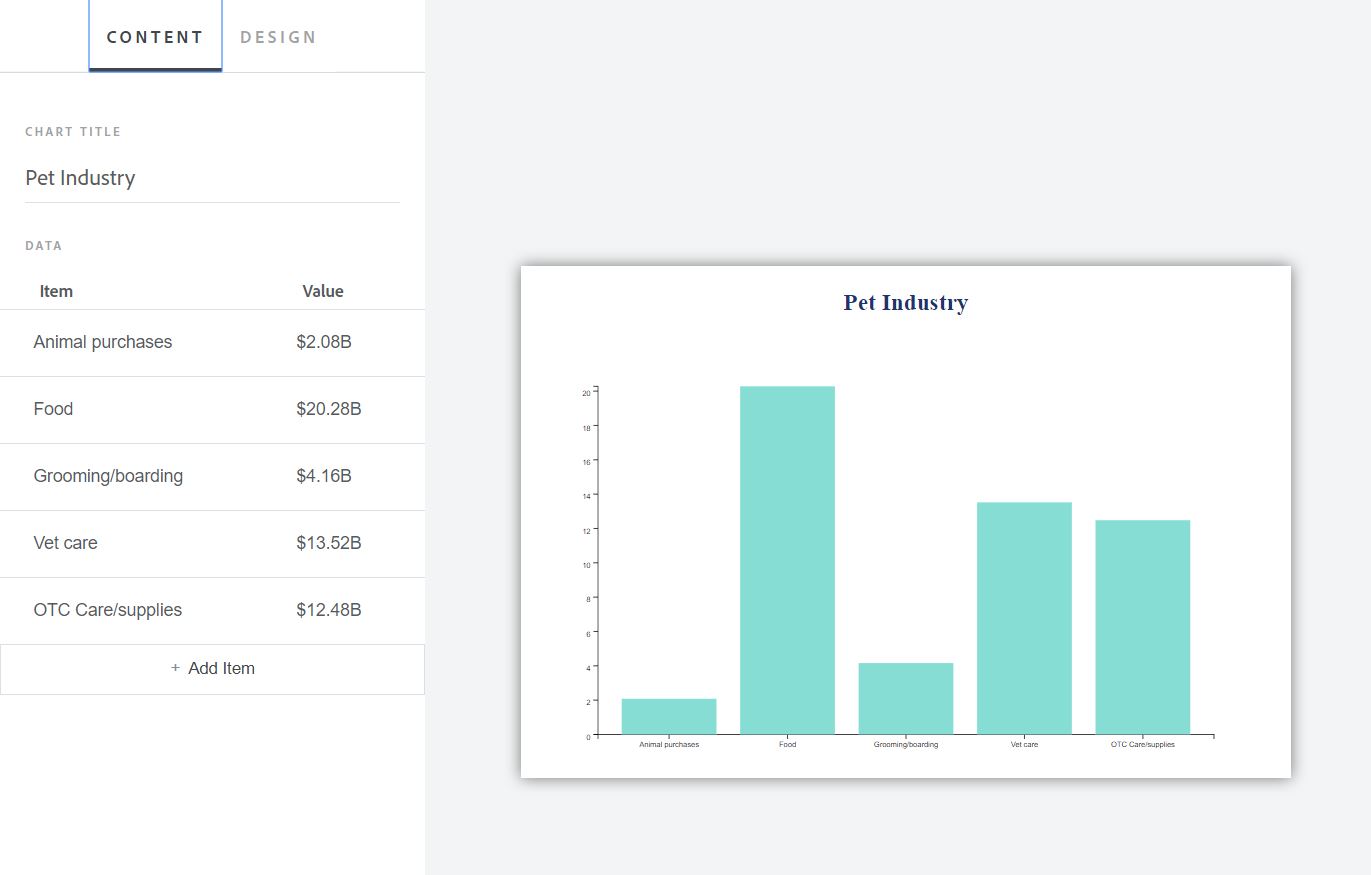 CONTENT DESIGN
CHART TITLE
Pet Industry
DATA
Item Value
Animal purchases $2.08B
Food $20.28B
Grooming/boarding $4.16B
Vet care $13.52B
OTC Care/supplies $12.48B
+ Add Item
Pet Industry
20
18
16
14
12
10
8
6
4
2
0
Animal purchases Food Grooming/boarding Vet care OTC Care/supplies